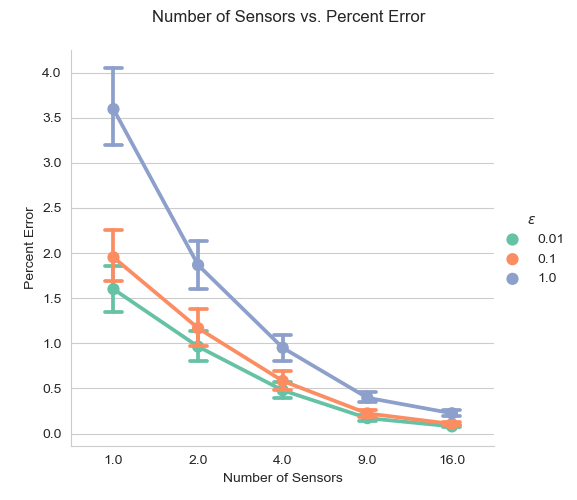 Number of Sensors vs. Percent Error
4.0
3.5
3.0
2.5
2.0
1.5
1.0
0.5
0.0
Percent Error
1.0 2.0 4.0 9.0 16.0
Number of Sensors
ε
0.01
0.1
1.0